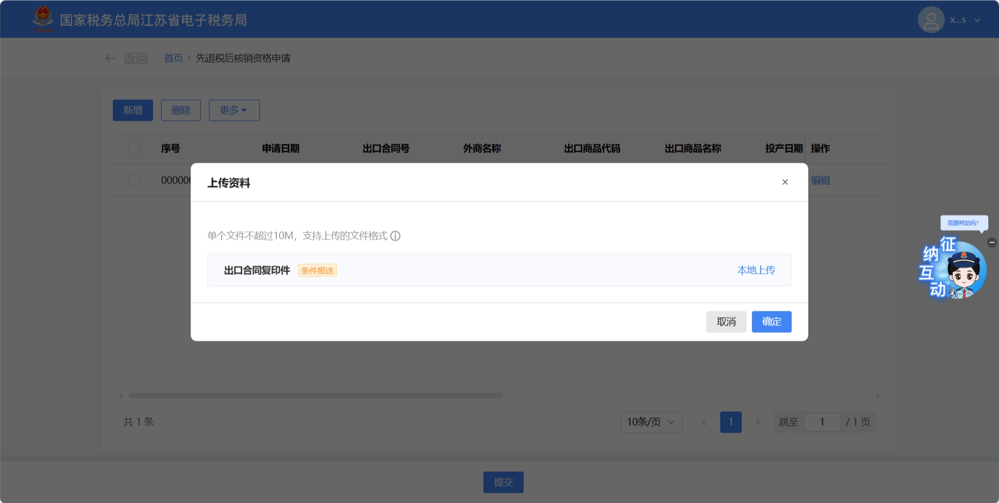 国家税务总局江苏省电子税务局
X...S
返回 首页 > 先退税后核销资格申请
新增 删除 更多
序号 申请日期 出口合同号 外商名称 出口商品代码 出口商品名称 投产日期 操作
00000 编辑
上传资料 ×
单个文件不超过10M，支持上传的文件格式
出口合同复印件 条件报送 本地上传
取消 确定
需要帮助吗?
征
纳
互
动
共 1 条 10条/页 < 1 > 跳至 1 / 1 页
提交